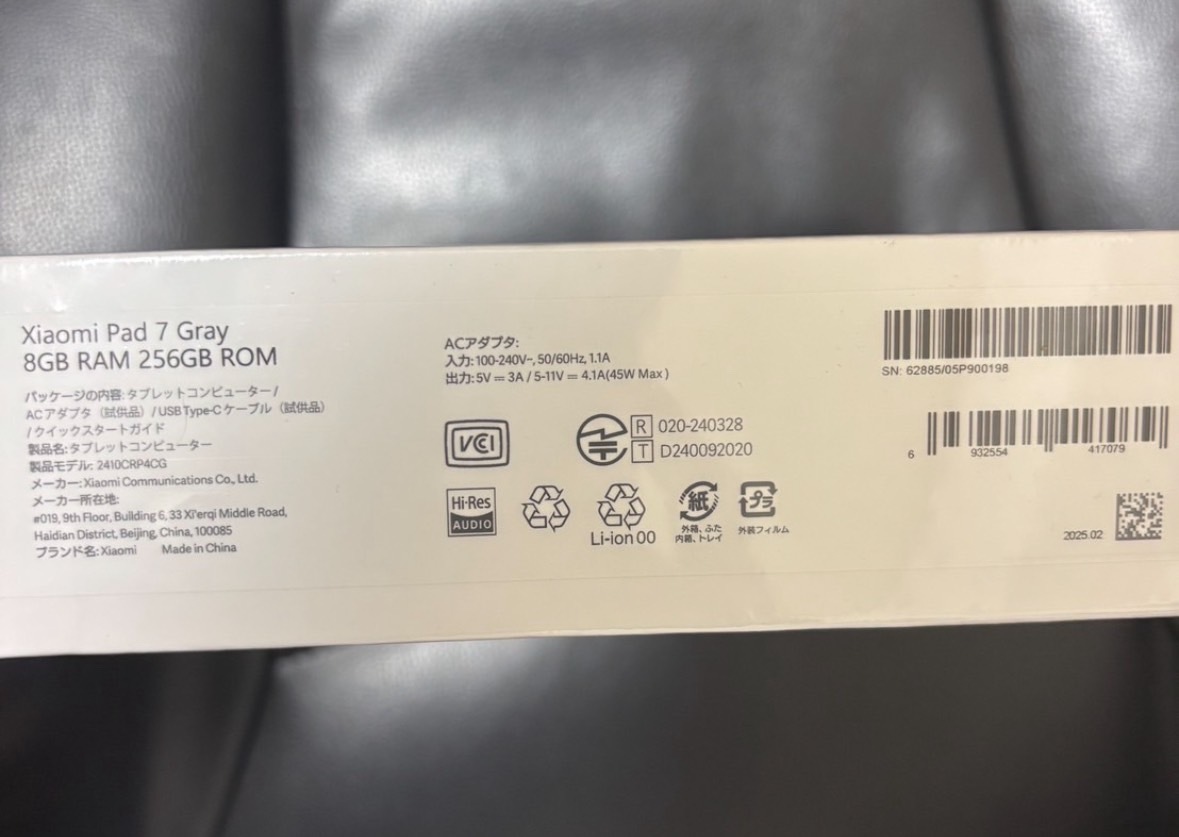 Xiaomi Pad 7 Gray
8GB RAM 256GB ROM
パッケージの内容: タブレットコンピューター /
ACアダプタ（試供品）/ USB Type-C ケーブル（試供品）
/ クイックスタートガイド
製品名: タブレットコンピューター
製品モデル: 2410CRP4CG
メーカー: Xiaomi Communications Co., Ltd.
メーカー所在地:
#019, 9th Floor, Building 6, 33 Xi'erqi Middle Road,
Haidian District, Beijing, China, 100085
ブランド名: Xiaomi Made in China
ACアダプタ:
入力: 100-240V~, 50/60Hz, 1.1A
出力: 5V = 3A / 5-11V = 4.1A(45W Max )
VCCI
R 020-240328
T D240092020
Hi-Res
AUDIO
Li-ion 00
紙
外箱、ふた
内箱、トレイ
プラ
外装フィルム
SN: 62885/05P900198
6 932554 417079
2025.02